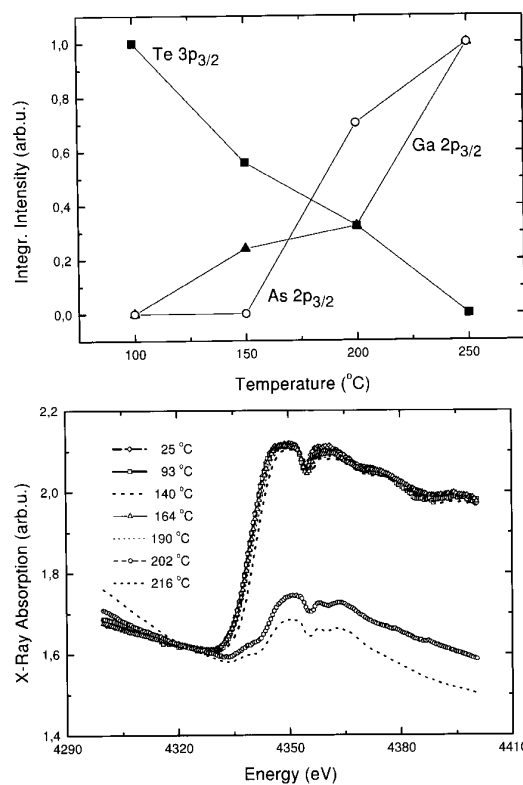 1,0
0,8
0,6
0,4
0,2
0,0
Integr. Intensity (arb.u.)
Te 3p3/2
Ga 2p3/2
As 2p3/2
100 150 200 250
Temperature (°C)
2,2
2,0
1,8
1,6
1,4
X-Ray Absorption (arb.u.)
25 °C
93 °C
140 °C
164 °C
190 °C
202 °C
216 °C
4290 4320 4350 4380 4410
Energy (eV)